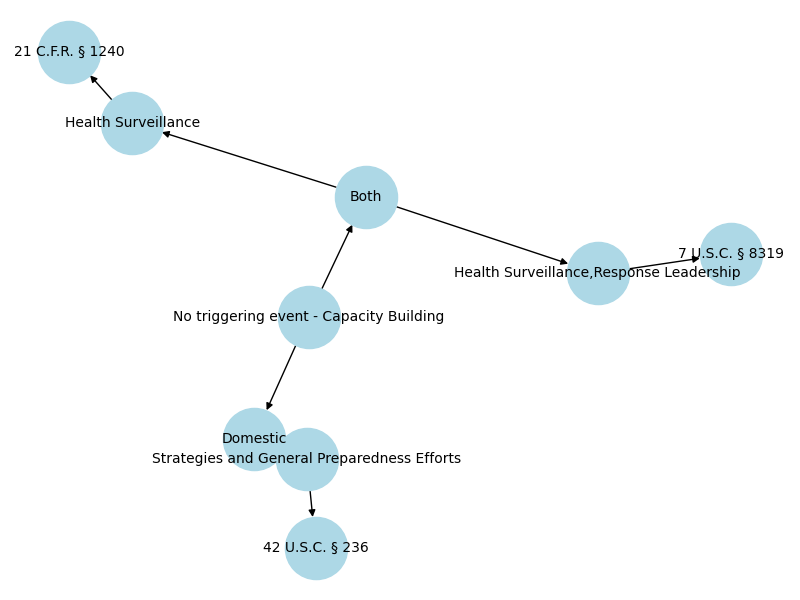 21 C.F.R. § 1240
Health Surveillance
Both
7 U.S.C. § 8319
Health Surveillance,Response Leadership
No triggering event - Capacity Building
Domestic
Strategies and General Preparedness Efforts
42 U.S.C. § 236